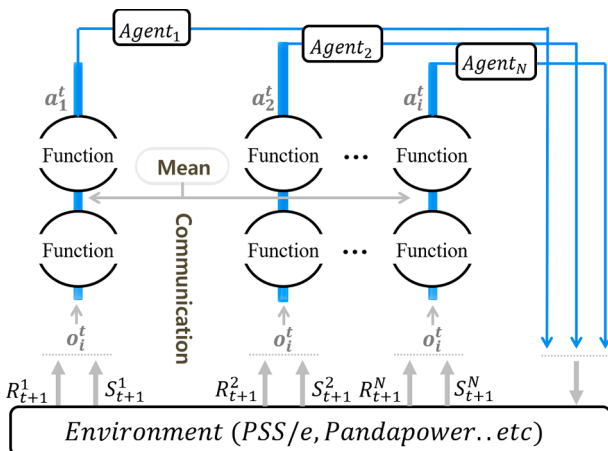 Agent₁
Agent₂
Agent_N
a₁ᵗ a₂ᵗ aᵢᵗ
Function Function ... Function
Mean
Communication
Function Function ... Function
oᵢᵗ oᵢᵗ oᵢᵗ
R¹ₜ₊₁ S¹ₜ₊₁ R²ₜ₊₁ S²ₜ₊₁ Rᴺₜ₊₁ Sᴺₜ₊₁
Environment (PSS/e, Pandapower..etc)